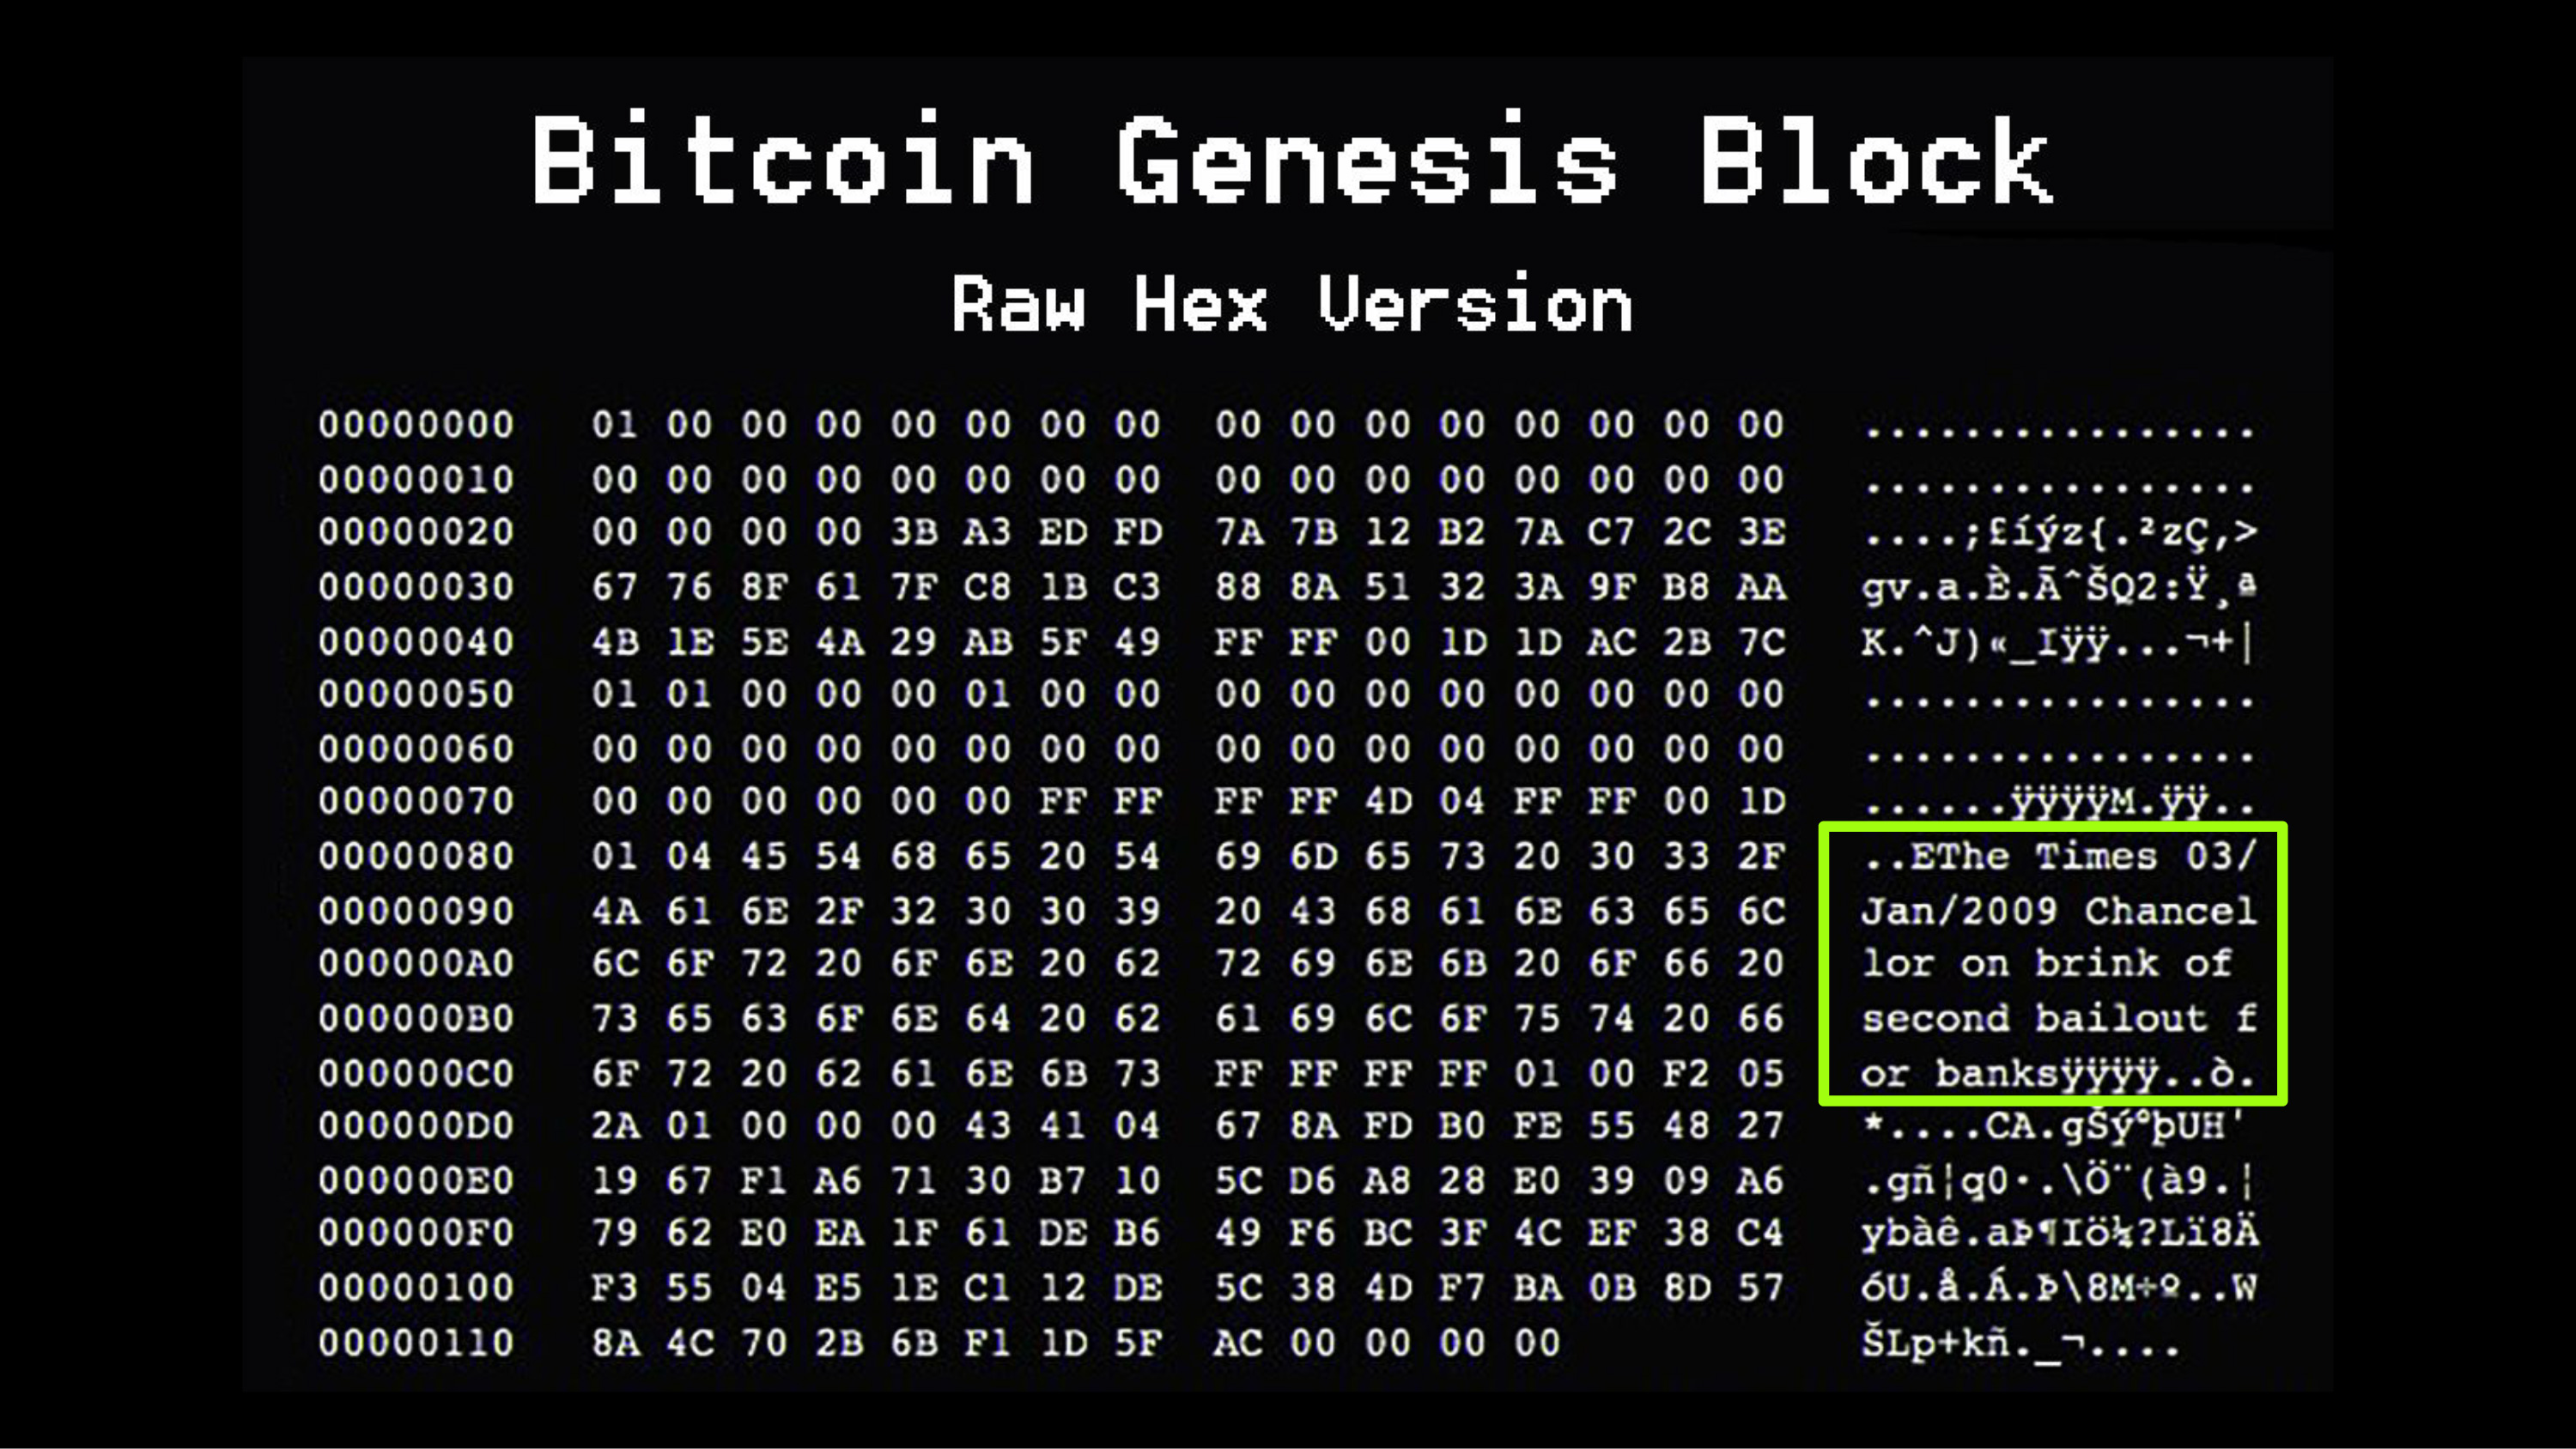 Bitcoin Genesis Block
Raw Hex Version
00000000 01 00 00 00 00 00 00 00 00 00 00 00 00 00 00 00 ................
00000010 00 00 00 00 00 00 00 00 00 00 00 00 00 00 00 00 ................
00000020 00 00 00 00 3B A3 ED FD 7A 7B 12 B2 7A C7 2C 3E ....;£íýz{.²zÇ,>
00000030 67 76 8F 61 7F C8 1B C3 88 8A 51 32 3A 9F B8 AA gv.a.È.ÃˆŠQ2:Ÿ¸ª
00000040 4B 1E 5E 4A 29 AB 5F 49 FF FF 00 1D 1D AC 2B 7C K.^J)«_Iÿÿ...¬+|
00000050 01 01 00 00 00 01 00 00 00 00 00 00 00 00 00 00 ................
00000060 00 00 00 00 00 00 00 00 00 00 00 00 00 00 00 00 ................
00000070 00 00 00 00 00 00 FF FF FF FF 4D 04 FF FF 00 1D ......ÿÿÿÿM.ÿÿ..
00000080 01 04 45 54 68 65 20 54 69 6D 65 73 20 30 33 2F ..EThe Times 03/
00000090 4A 61 6E 2F 32 30 30 39 20 43 68 61 6E 63 65 6C Jan/2009 Chancel
000000A0 6C 6F 72 20 6F 6E 20 62 72 69 6E 6B 20 6F 66 20 lor on brink of
000000B0 73 65 63 6F 6E 64 20 62 61 69 6C 6F 75 74 20 66 second bailout f
000000C0 6F 72 20 62 61 6E 6B 73 FF FF FF FF 01 00 F2 05 or banksÿÿÿÿ..ò.
000000D0 2A 01 00 00 00 43 41 04 67 8A FD B0 FE 55 48 27 *....CA.gŠý°þUH'
000000E0 19 67 F1 A6 71 30 B7 10 5C D6 A8 28 E0 39 09 A6 .gñ¦q0·.\Ö¨(à9.¦
000000F0 79 62 E0 EA 1F 61 DE B6 49 F6 BC 3F 4C EF 38 C4 ybàê.aÞ¶Iö¼?Lï8Ä
00000100 F3 55 04 E5 1E C1 12 DE 5C 38 4D F7 BA 0B 8D 57 óU.å.Á.Þ\8M÷º..W
00000110 8A 4C 70 2B 6B F1 1D 5F AC 00 00 00 00 ŠLp+kñ._¬....